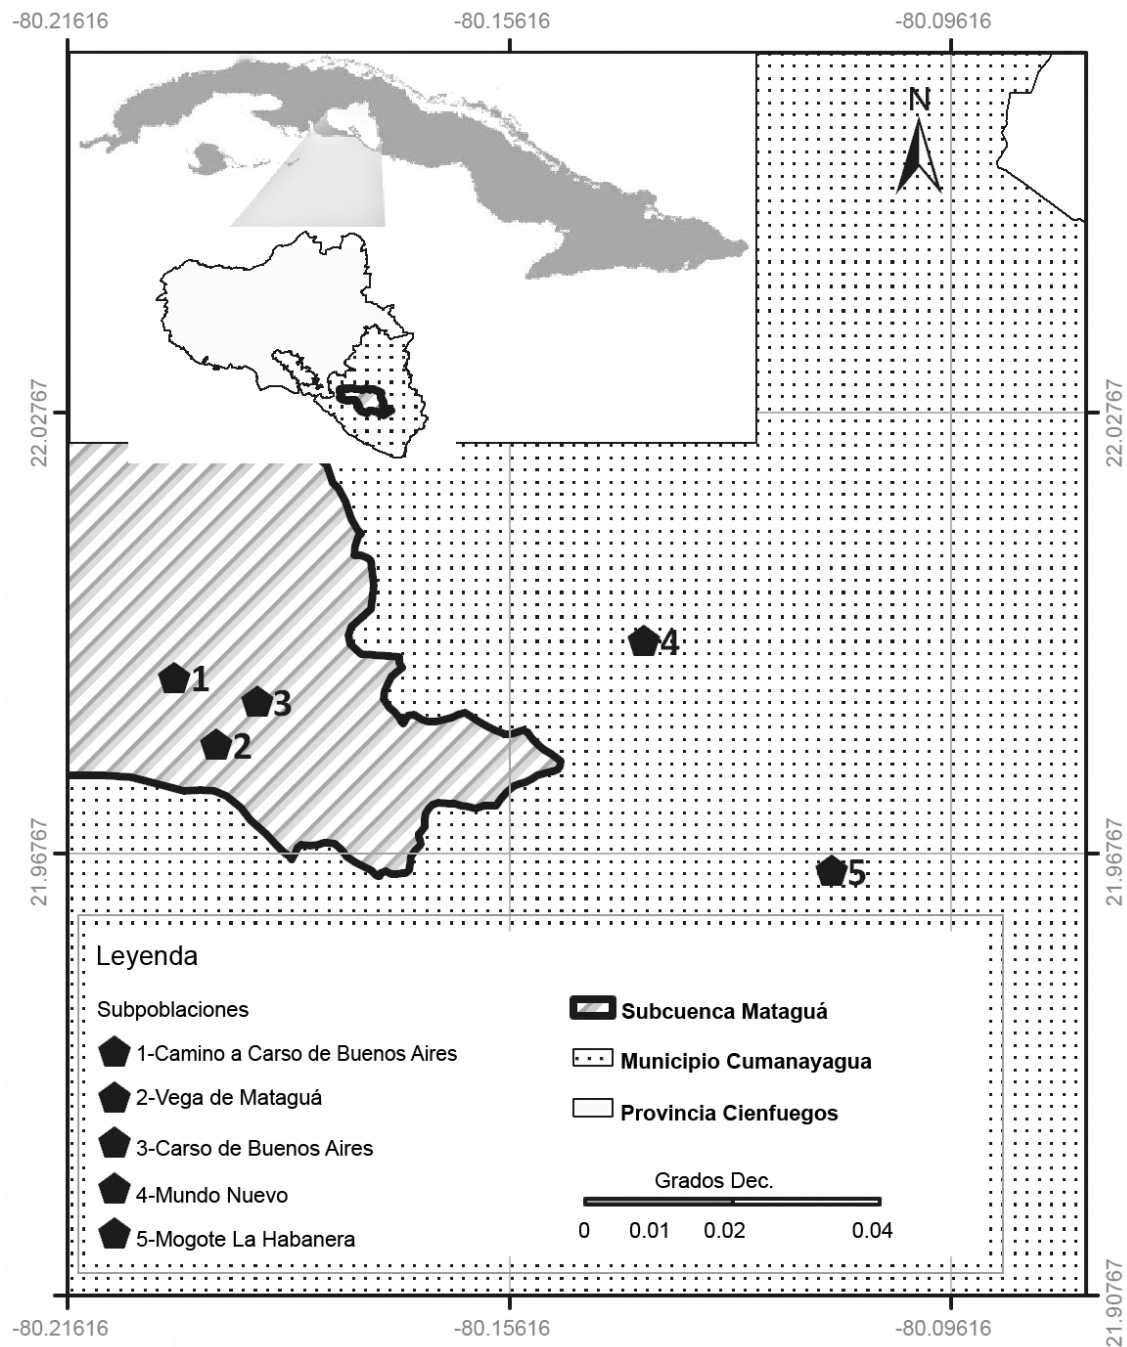 -80.21616 -80.15616 -80.09616
N
22.02767 22.02767
4
1
3
2
21.96767 21.96767
5
Leyenda
Subpoblaciones
1-Camino a Carso de Buenos Aires
2-Vega de Mataguá
3-Carso de Buenos Aires
4-Mundo Nuevo
5-Mogote La Habanera
Subcuenca Mataguá
Municipio Cumanayagua
Provincia Cienfuegos
Grados Dec.
0 0.01 0.02 0.04
21.90767
-80.21616 -80.15616 -80.09616